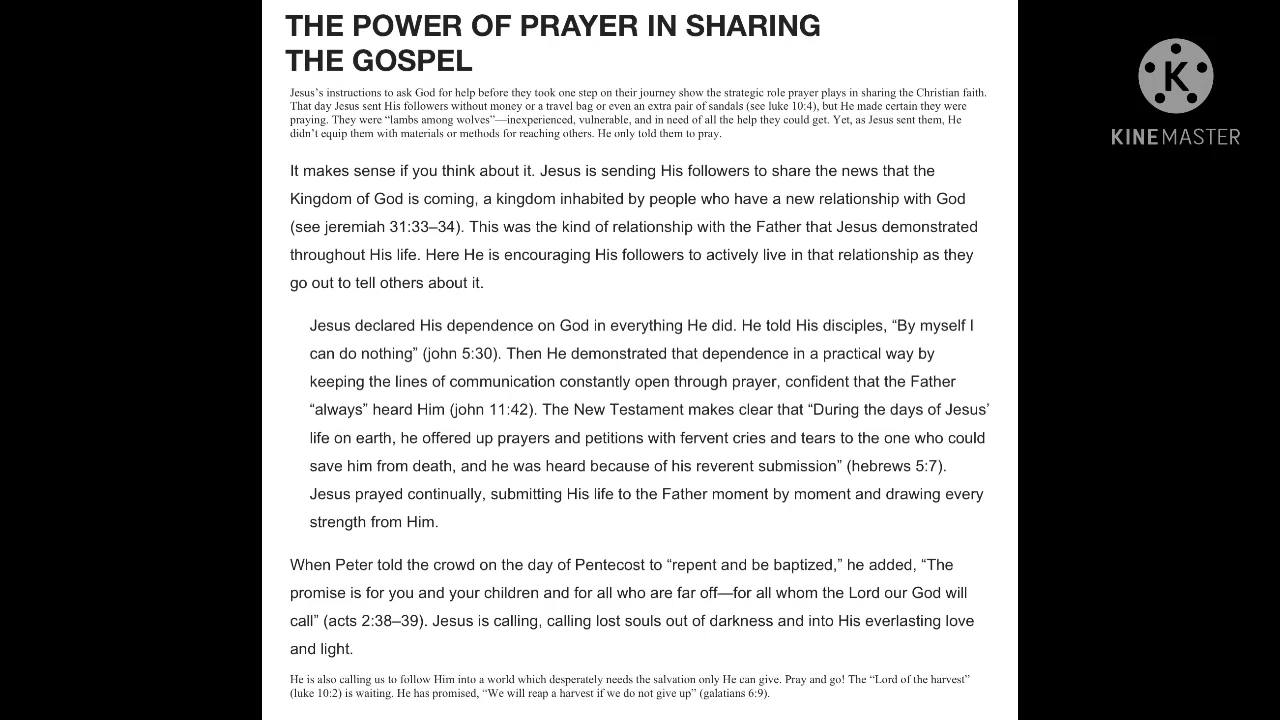 THE POWER OF PRAYER IN SHARING
THE GOSPEL
Jesus's instructions to ask God for help before they took one step on their journey show the strategic role prayer plays in sharing the Christian faith.
That day Jesus sent His followers without money or a travel bag or even an extra pair of sandals (see luke 10:4), but He made certain they were
praying. They were “lambs among wolves”—inexperienced, vulnerable, and in need of all the help they could get. Yet, as Jesus sent them, He
didn’t equip them with materials or methods for reaching others. He only told them to pray.
It makes sense if you think about it. Jesus is sending His followers to share the news that the
Kingdom of God is coming, a kingdom inhabited by people who have a new relationship with God
(see jeremiah 31:33–34). This was the kind of relationship with the Father that Jesus demonstrated
throughout His life. Here He is encouraging His followers to actively live in that relationship as they
go out to tell others about it.
Jesus declared His dependence on God in everything He did. He told His disciples, “By myself I
can do nothing” (john 5:30). Then He demonstrated that dependence in a practical way by
keeping the lines of communication constantly open through prayer, confident that the Father
“always” heard Him (john 11:42). The New Testament makes clear that “During the days of Jesus’
life on earth, he offered up prayers and petitions with fervent cries and tears to the one who could
save him from death, and he was heard because of his reverent submission” (hebrews 5:7).
Jesus prayed continually, submitting His life to the Father moment by moment and drawing every
strength from Him.
When Peter told the crowd on the day of Pentecost to “repent and be baptized,” he added, “The
promise is for you and your children and for all who are far off—for all whom the Lord our God will
call” (acts 2:38–39). Jesus is calling, calling lost souls out of darkness and into His everlasting love
and light.
He is also calling us to follow Him into a world which desperately needs the salvation only He can give. Pray and go! The “Lord of the harvest”
(luke 10:2) is waiting. He has promised, “We will reap a harvest if we do not give up” (galatians 6:9).
K
KINEMASTER